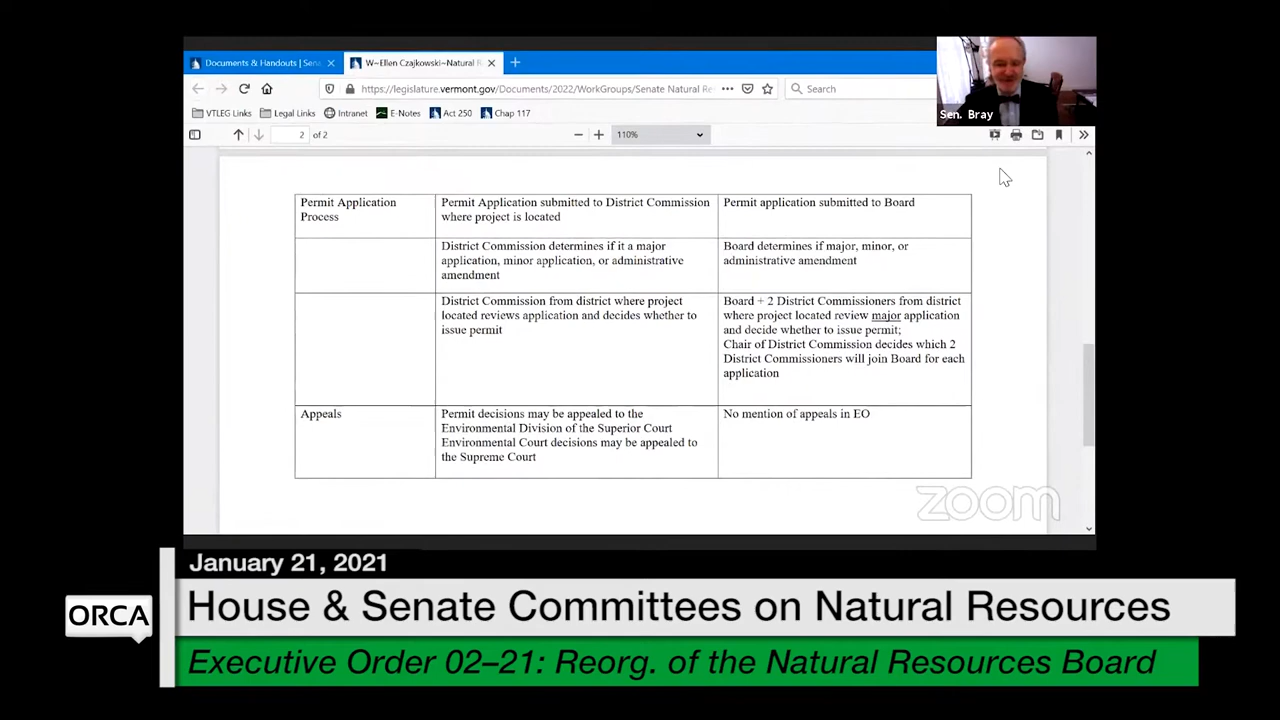 Documents & Handouts | Sena
W~Ellen Czajkowski~Natural R
https://legislature.vermont.gov/Documents/2022/WorkGroups/Senate Natural Re
Search
Sen. Bray
VTLEG Links
Legal Links
Intranet
E-Notes
Act 250
Chap 117
2 of 2
110%
Permit Application
Process
Permit Application submitted to District Commission
where project is located
Permit application submitted to Board
District Commission determines if it a major
application, minor application, or administrative
amendment
Board determines if major, minor, or
administrative amendment
District Commission from district where project
located reviews application and decides whether to
issue permit
Board + 2 District Commissioners from district
where project located review major application
and decide whether to issue permit;
Chair of District Commission decides which 2
District Commissioners will join Board for each
application
Appeals
Permit decisions may be appealed to the
Environmental Division of the Superior Court
Environmental Court decisions may be appealed to
the Supreme Court
No mention of appeals in EO
zoom
January 21, 2021
ORCA
House & Senate Committees on Natural Resources
Executive Order 02–21: Reorg. of the Natural Resources Board